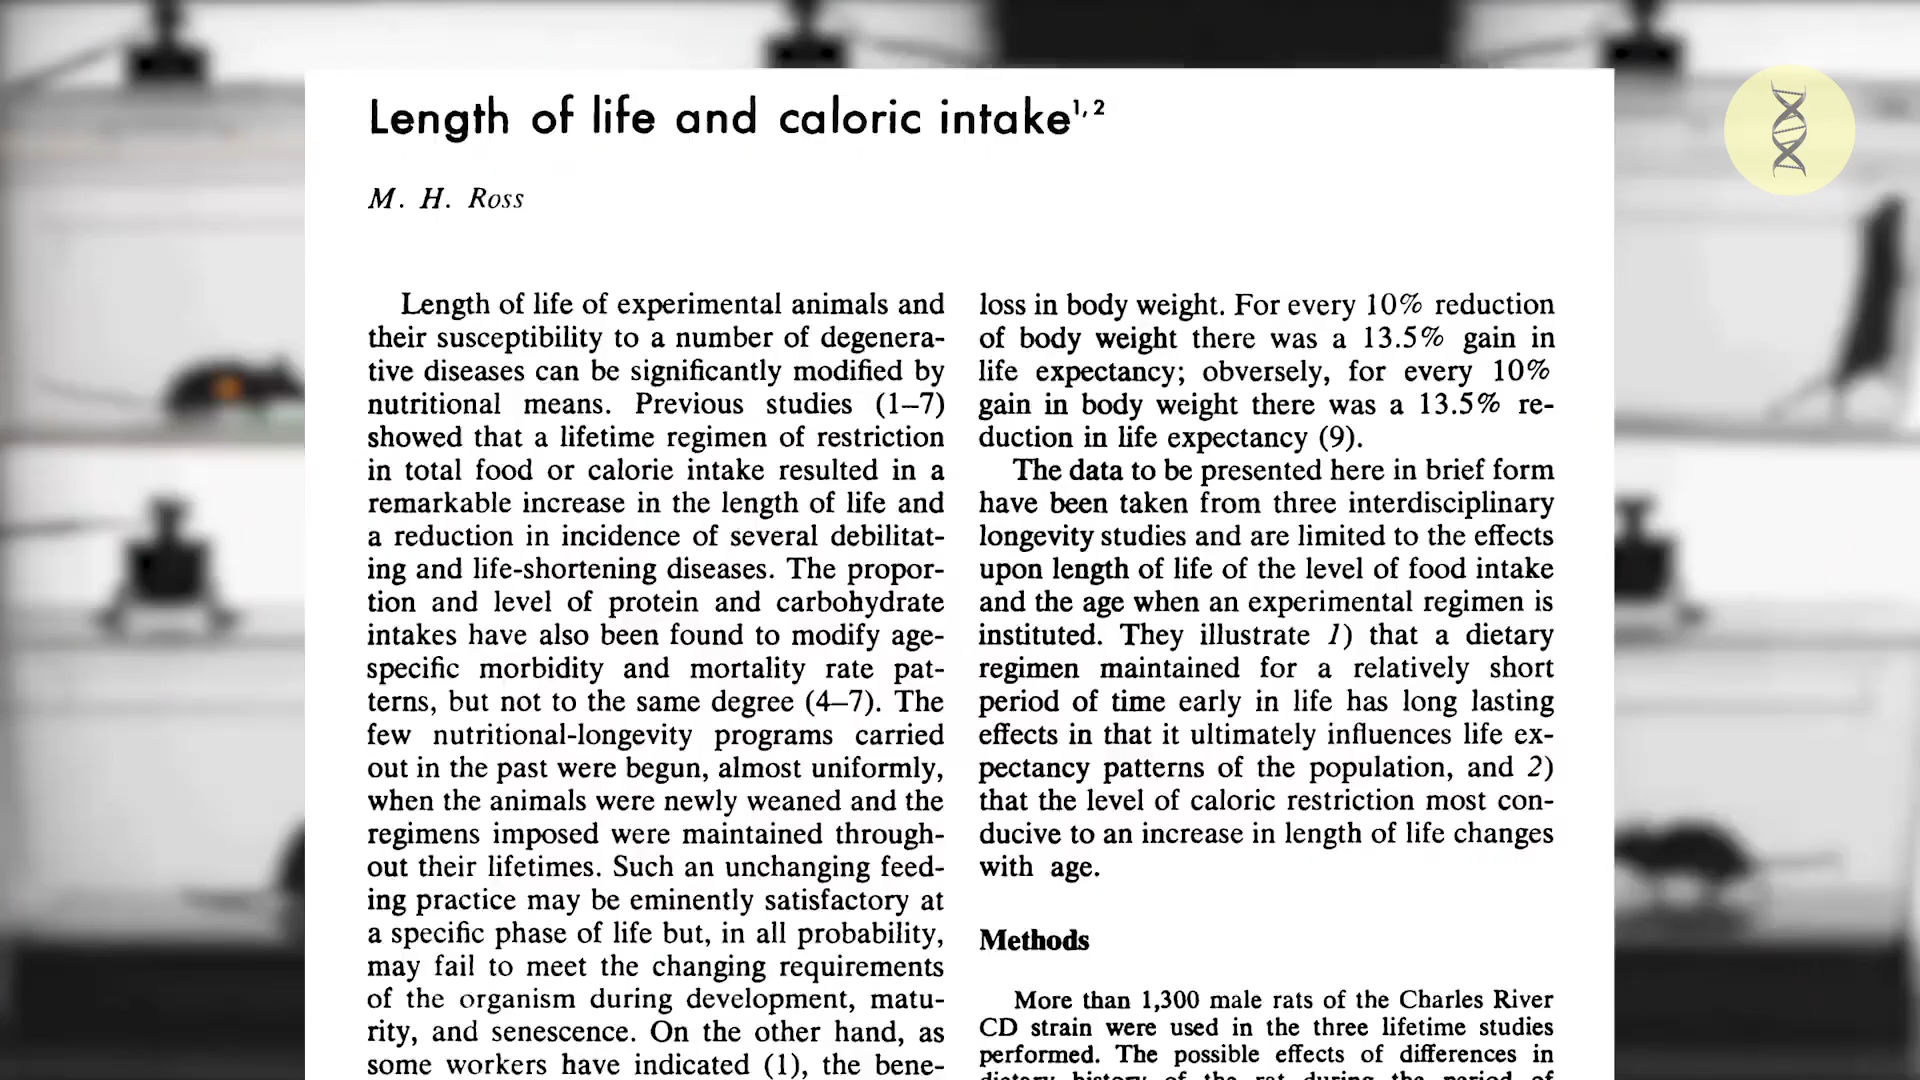 Length of life and caloric intake1,2
M. H. Ross
Length of life of experimental animals and
their susceptibility to a number of degenera-
tive diseases can be significantly modified by
nutritional means. Previous studies (1–7)
showed that a lifetime regimen of restriction
in total food or calorie intake resulted in a
remarkable increase in the length of life and
a reduction in incidence of several debilitat-
ing and life-shortening diseases. The propor-
tion and level of protein and carbohydrate
intakes have also been found to modify age-
specific morbidity and mortality rate pat-
terns, but not to the same degree (4–7). The
few nutritional-longevity programs carried
out in the past were begun, almost uniformly,
when the animals were newly weaned and the
regimens imposed were maintained through-
out their lifetimes. Such an unchanging feed-
ing practice may be eminently satisfactory at
a specific phase of life but, in all probability,
may fail to meet the changing requirements
of the organism during development, matu-
rity, and senescence. On the other hand, as
some workers have indicated (1), the bene-
loss in body weight. For every 10% reduction
of body weight there was a 13.5% gain in
life expectancy; obversely, for every 10%
gain in body weight there was a 13.5% re-
duction in life expectancy (9).
The data to be presented here in brief form
have been taken from three interdisciplinary
longevity studies and are limited to the effects
upon length of life of the level of food intake
and the age when an experimental regimen is
instituted. They illustrate 1) that a dietary
regimen maintained for a relatively short
period of time early in life has long lasting
effects in that it ultimately influences life ex-
pectancy patterns of the population, and 2)
that the level of caloric restriction most con-
ducive to an increase in length of life changes
with age.
Methods
More than 1,300 male rats of the Charles River
CD strain were used in the three lifetime studies
performed. The possible effects of differences in
dietary history of the rat during the period of